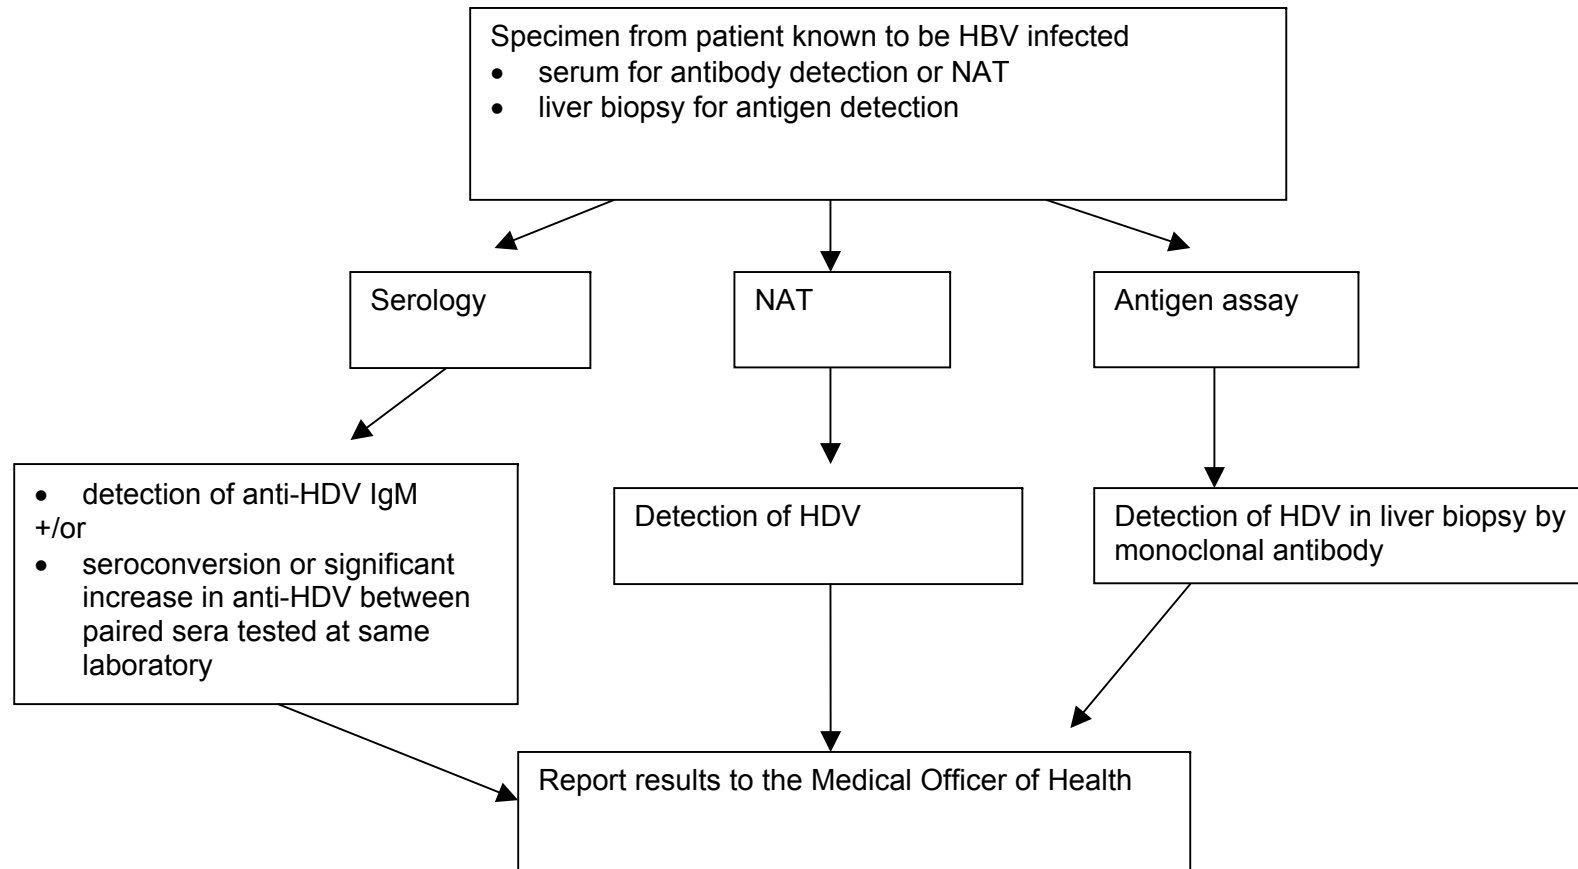 Specimen from patient known to be HBV infected
• serum for antibody detection or NAT
• liver biopsy for antigen detection
Serology
NAT
Antigen assay
• detection of anti-HDV IgM
+/or
• seroconversion or significant
increase in anti-HDV between
paired sera tested at same
laboratory
Detection of HDV
Detection of HDV in liver biopsy by
monoclonal antibody
Report results to the Medical Officer of Health